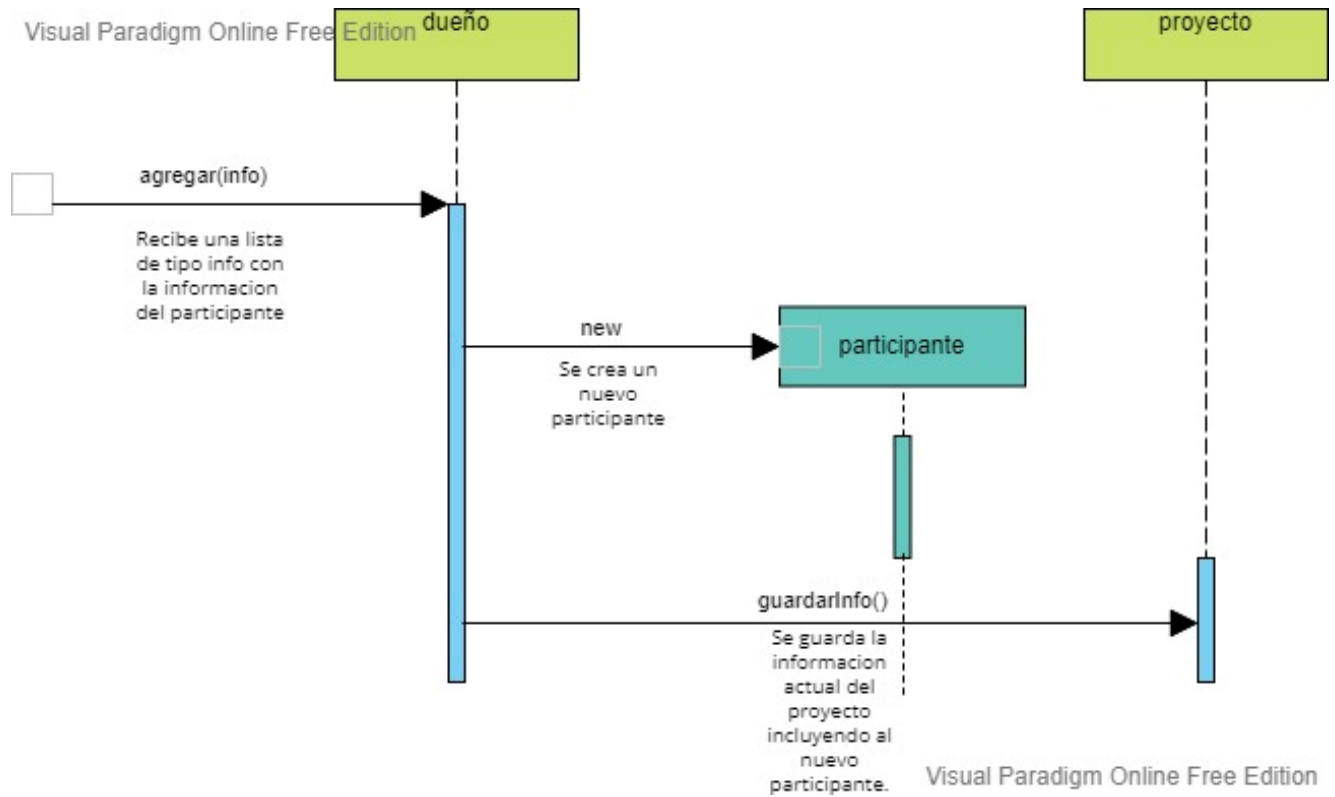 Visual Paradigm Online Free Edition
dueño
proyecto
agregar(info)
Recibe una lista
de tipo info con
la informacion
del participante
new
participante
Se crea un
nuevo
participante
guardarInfo()
Se guarda la
informacion
actual del
proyecto
incluyendo al
nuevo
participante.
Visual Paradigm Online Free Edition